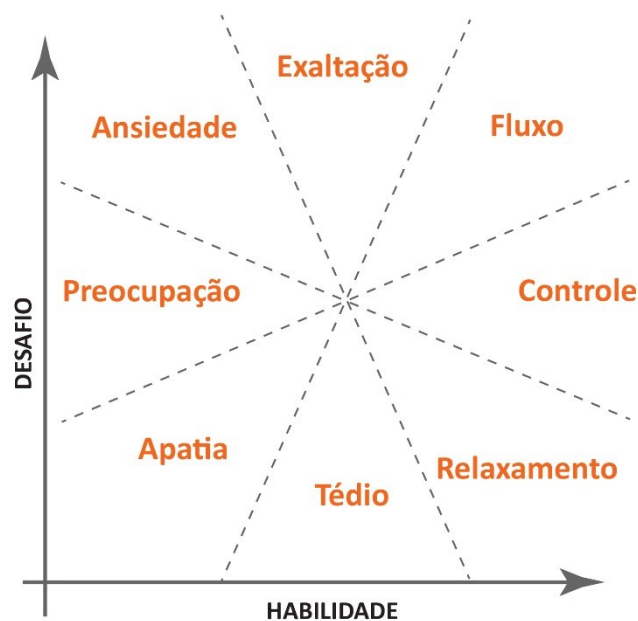 Exaltação
Ansiedade
Fluxo
Preocupação
Controle
DESAFIO
Apatia
Relaxamento
Tédio
HABILIDADE